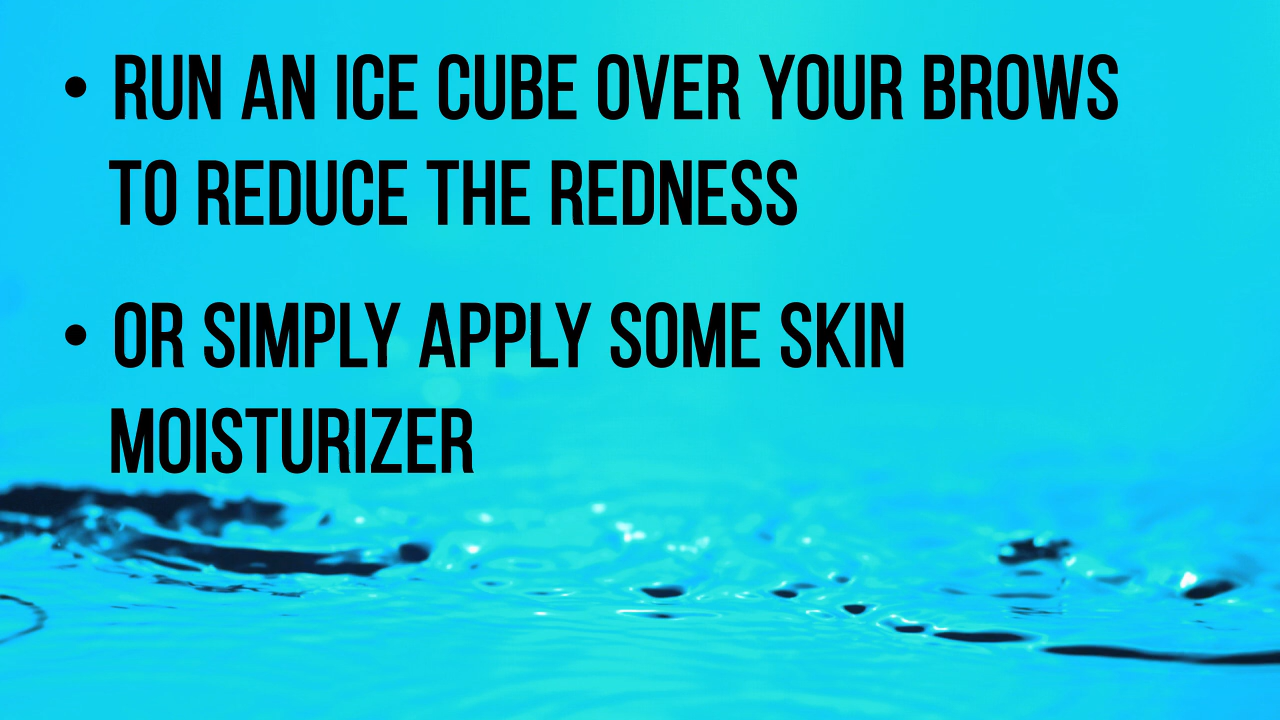 • RUN AN ICE CUBE OVER YOUR BROWS
TO REDUCE THE REDNESS
• OR SIMPLY APPLY SOME SKIN
MOISTURIZER